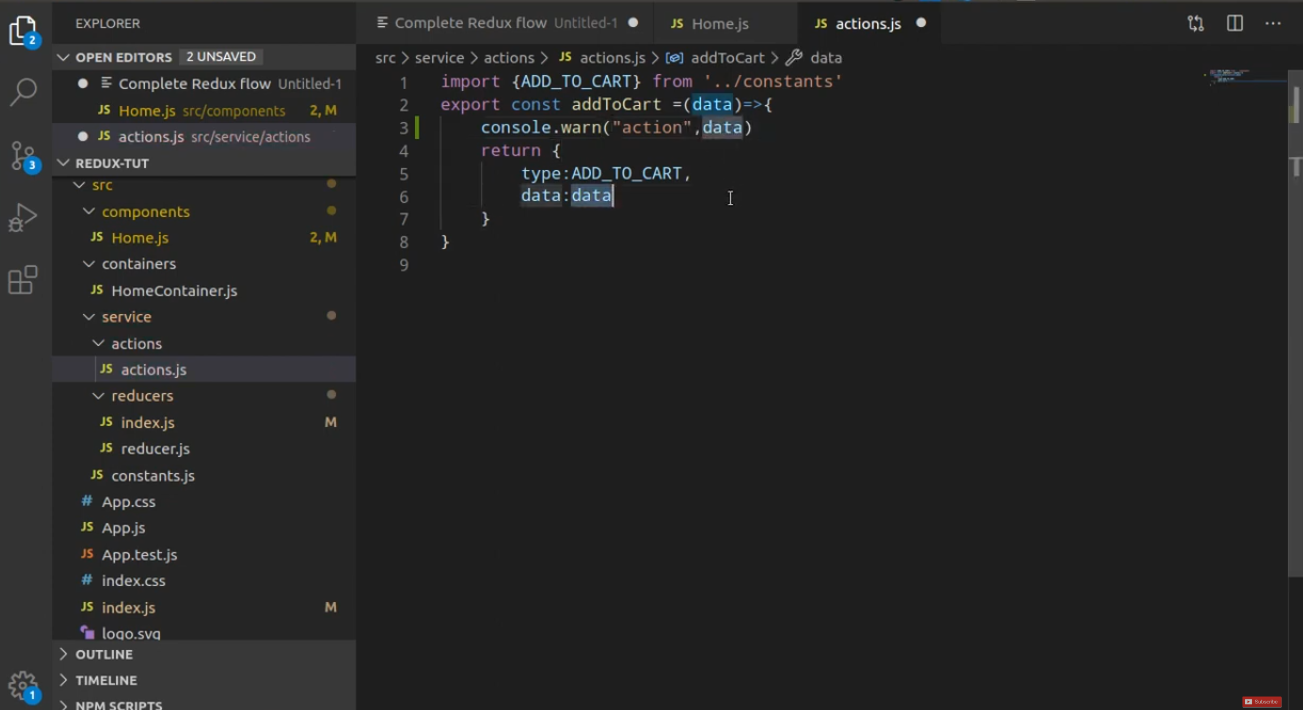 2
3
1
EXPLORER
OPEN EDITORS 2 UNSAVED
Complete Redux flow Untitled-1
JS Home.js src/components 2, M
JS actions.js src/service/actions
REDUX-TUT
src
components
JS Home.js 2, M
containers
JS HomeContainer.js
service
actions
JS actions.js
reducers
JS index.js M
JS reducer.js
JS constants.js
# App.css
JS App.js
JS App.test.js
# index.css
JS index.js M
logo.svg
OUTLINE
TIMELINE
NPM SCRIPTS
Complete Redux flow Untitled-1 JS Home.js JS actions.js
src > service > actions > JS actions.js > addToCart > data
1 import {ADD_TO_CART} from '../constants'
2 export const addToCart =(data)=>{
3 console.warn("action",data)
4 return {
5 type:ADD_TO_CART,
6 data:data
7 }
8 }
9
Subscribe